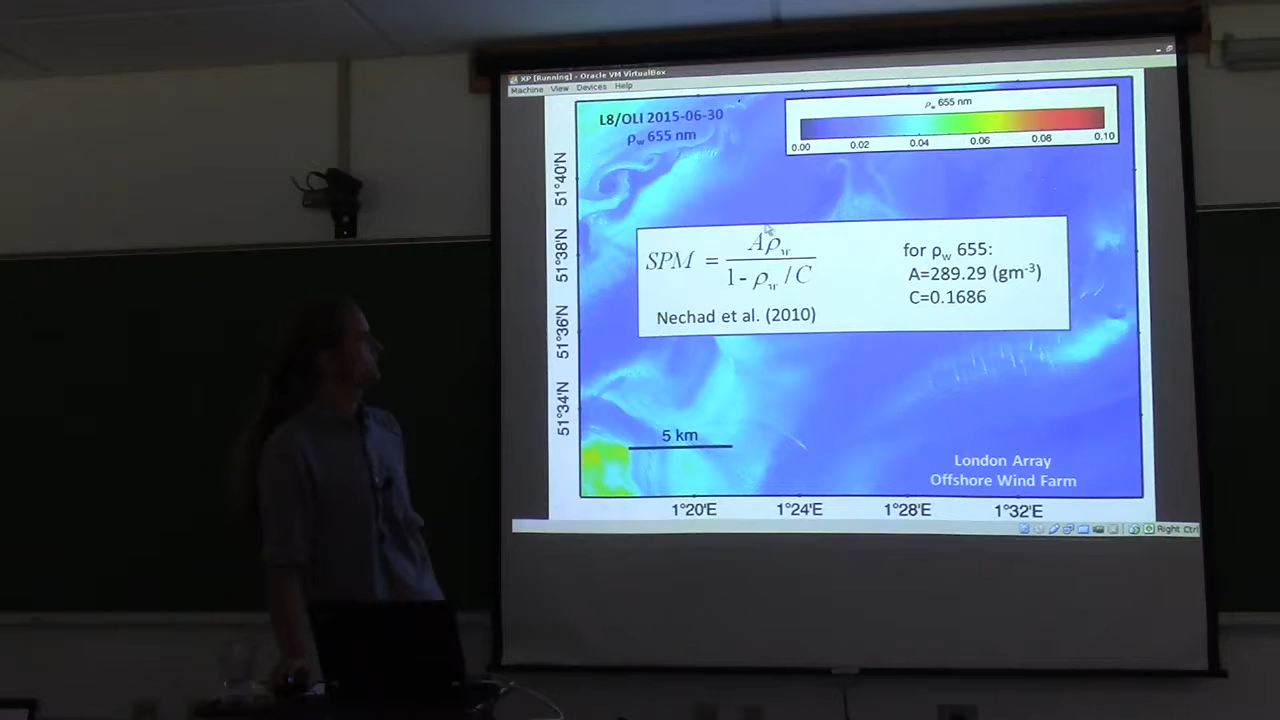 XP [Running] - Oracle VM VirtualBox
Machine View Devices Help
L8/OLI 2015-06-30
ρw 655 nm
ρw 655 nm
0.00 0.02 0.04 0.06 0.08 0.10
51°40'N
51°38'N
51°36'N
51°34'N
SPM = Aρw / 1 - ρw / C
Nechad et al. (2010)
for ρw 655:
A=289.29 (gm-3)
C=0.1686
5 km
London Array
Offshore Wind Farm
1°20'E 1°24'E 1°28'E 1°32'E
Right Ctrl